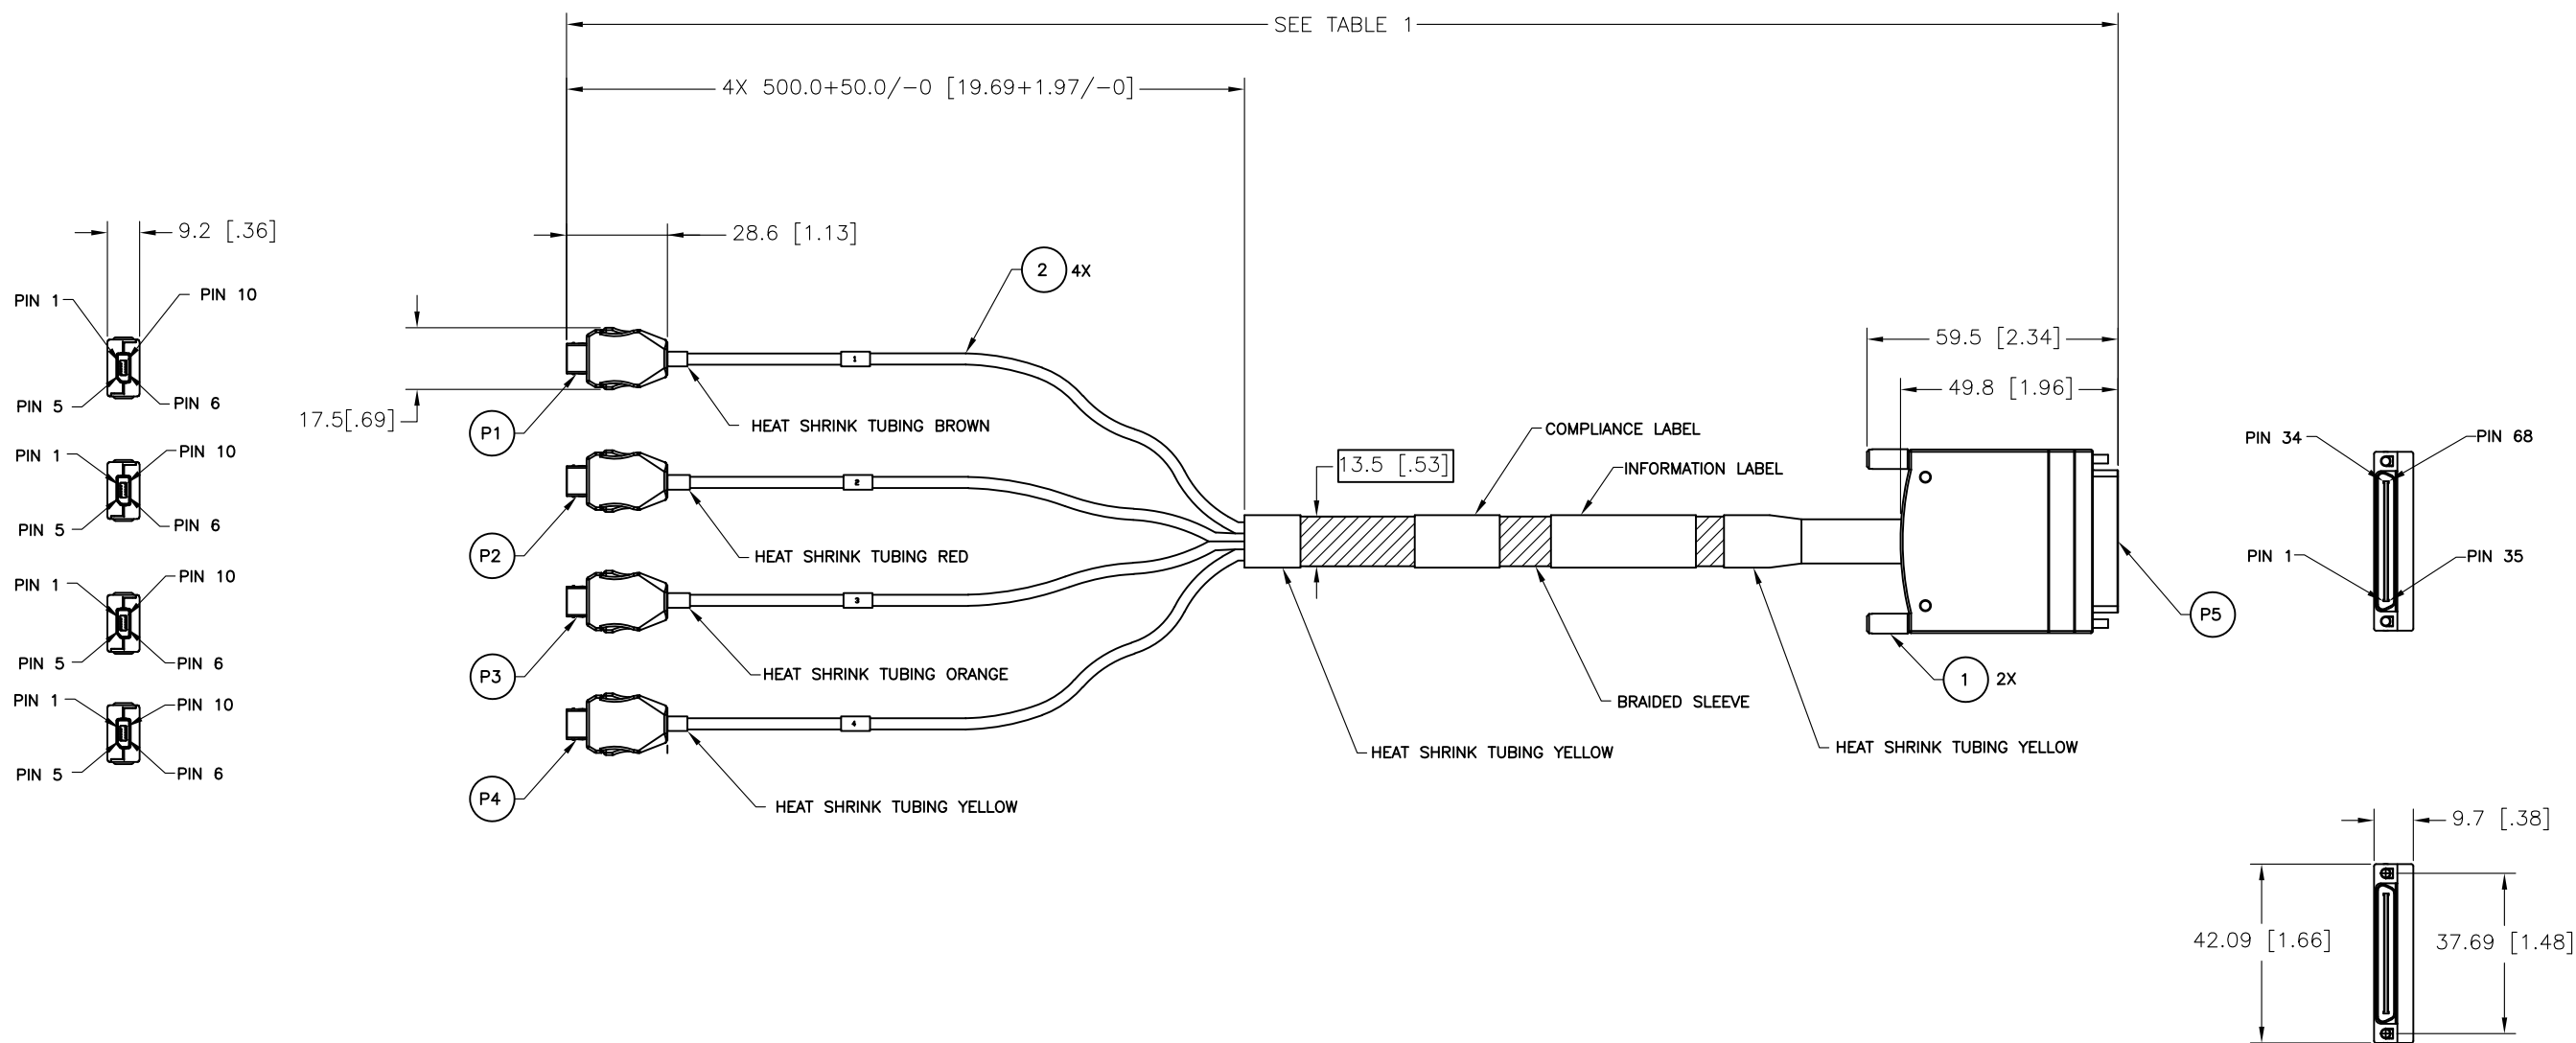 SEE TABLE 1
4X 500.0+50.0/-0 [19.69+1.97/-0]
9.2 [.36]
28.6 [1.13]
2 4X
PIN 1 PIN 10
PIN 5 PIN 6
17.5[.69]
1
P1
HEAT SHRINK TUBING BROWN
59.5 [2.34]
49.8 [1.96]
COMPLIANCE LABEL
13.5 [.53]
INFORMATION LABEL
PIN 34 PIN 68
PIN 1 PIN 35
PIN 1 PIN 10
PIN 5 PIN 6
2
P2
HEAT SHRINK TUBING RED
PIN 1 PIN 10
PIN 5 PIN 6
3
P3
HEAT SHRINK TUBING ORANGE
P5
1 2X
BRAIDED SLEEVE
PIN 1 PIN 10
PIN 5 PIN 6
4
P4
HEAT SHRINK TUBING YELLOW
HEAT SHRINK TUBING YELLOW
HEAT SHRINK TUBING YELLOW
9.7 [.38]
42.09 [1.66]
37.69 [1.48]